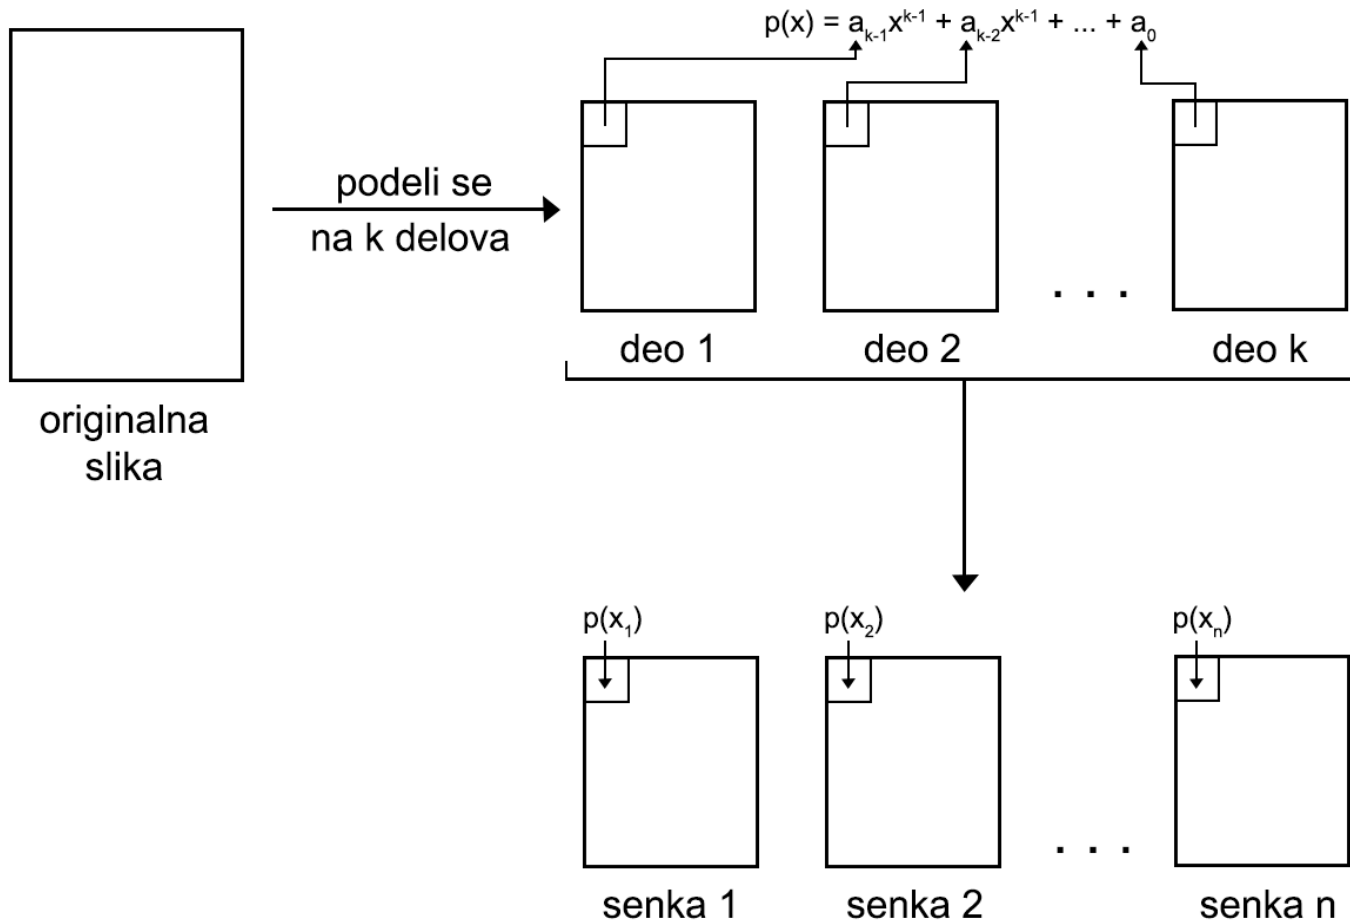 p(x) = a_{k-1}x^{k-1} + a_{k-2}x^{k-1} + ... + a_0
podeli se
na k delova
. . .
deo 1 deo 2 deo k
originalna
slika
p(x_1) p(x_2) p(x_n)
. . .
senka 1 senka 2 senka n